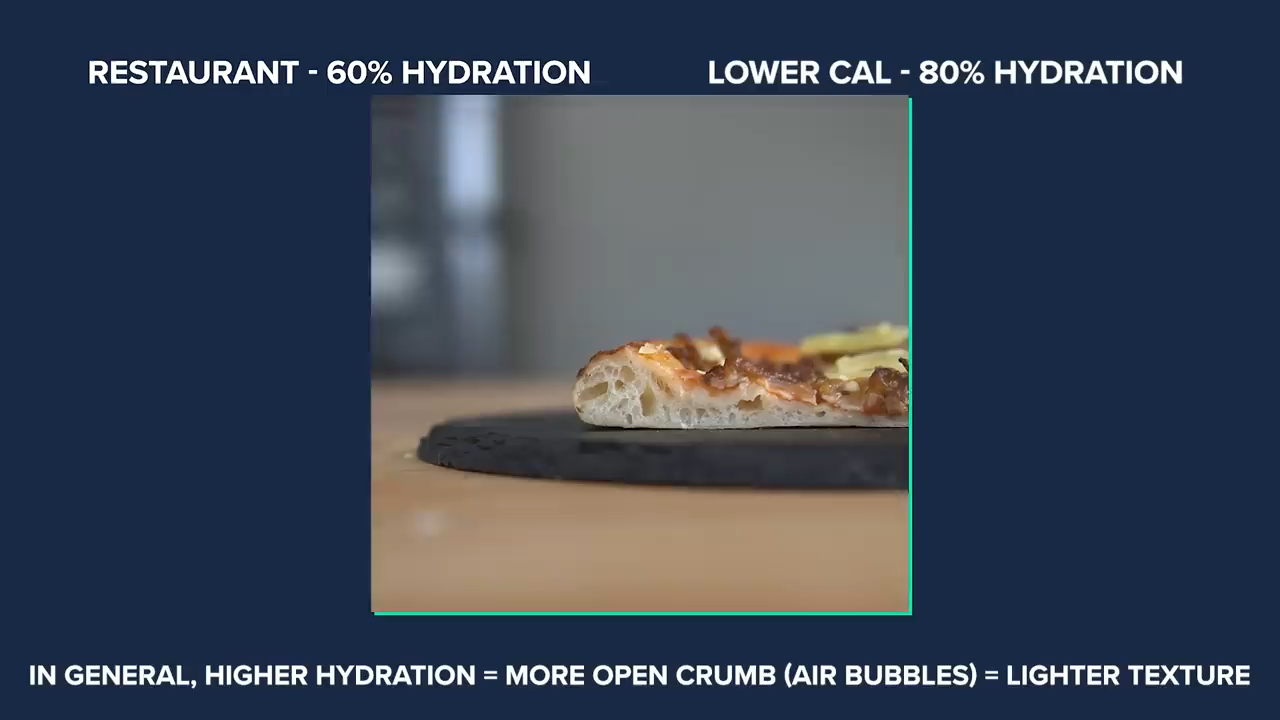 RESTAURANT - 60% HYDRATION
LOWER CAL - 80% HYDRATION
IN GENERAL, HIGHER HYDRATION = MORE OPEN CRUMB (AIR BUBBLES) = LIGHTER TEXTURE